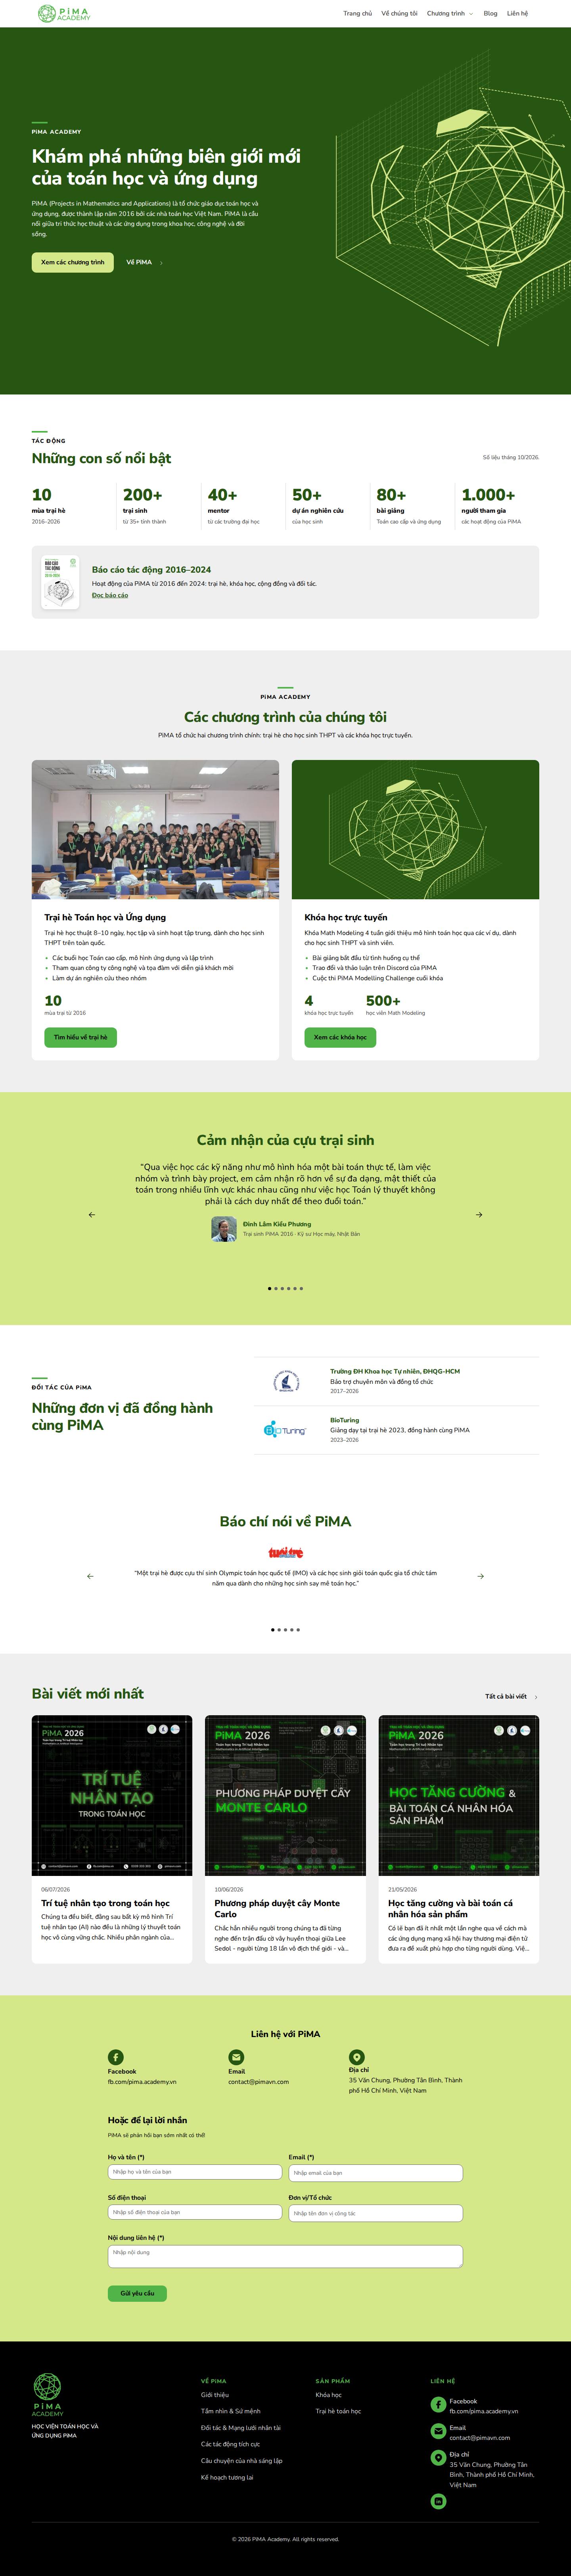 PiMA
ACADEMY
Trang chủ
Về chúng tôi
Chương trình
Blog
Liên hệ
PiMA ACADEMY
Khám phá những biên giới mới
của toán học và ứng dụng
PiMA (Projects in Mathematics and Applications) là tổ chức giáo dục toán học và
ứng dụng, được thành lập năm 2016 bởi các nhà toán học Việt Nam. PiMA là cầu
nối giữa tri thức học thuật và các ứng dụng trong khoa học, công nghệ và đời
sống.
Xem các chương trình
Về PiMA
TÁC ĐỘNG
Những con số nổi bật
Số liệu tháng 10/2026.
10
mùa trại hè
2016–2026
200+
trại sinh
từ 35+ tỉnh thành
40+
mentor
từ các trường đại học
50+
dự án nghiên cứu
của học sinh
80+
bài giảng
Toán cao cấp và ứng dụng
1.000+
người tham gia
các hoạt động của PiMA
BÁO CÁO
TÁC ĐỘNG
Báo cáo tác động 2016–2024
Hoạt động của PiMA từ 2016 đến 2024: trại hè, khóa học, cộng đồng và đối tác.
Đọc báo cáo
PiMA ACADEMY
Các chương trình của chúng tôi
PiMA tổ chức hai chương trình chính: trại hè cho học sinh THPT và các khóa học trực tuyến.
Trại hè Toán học và Ứng dụng
Trại hè học thuật 8–10 ngày, học tập và sinh hoạt tập trung, dành cho học sinh
THPT trên toàn quốc.
Các buổi học Toán cao cấp, mô hình ứng dụng và lập trình
Tham quan công ty công nghệ và tọa đàm với diễn giả khách mời
Làm dự án nghiên cứu theo nhóm
10
mùa trại từ 2016
Tìm hiểu về trại hè
Khóa học trực tuyến
Khóa Math Modeling 4 tuần giới thiệu mô hình toán học qua các ví dụ, dành
cho học sinh THPT và sinh viên.
Bài giảng bắt đầu từ tình huống cụ thể
Trao đổi và thảo luận trên Discord của PiMA
Cuộc thi PiMA Modelling Challenge cuối khóa
4
khóa học trực tuyến
500+
học viên Math Modeling
Xem các khóa học
Cảm nhận của cựu trại sinh
“Qua việc học các kỹ năng như mô hình hóa một bài toán thực tế, làm việc
nhóm và trình bày project, em cảm nhận rõ hơn về sự đa dạng, mật thiết của
toán trong nhiều lĩnh vực khác nhau cũng như việc học Toán lý thuyết không
phải là cách duy nhất để theo đuổi toán.”
Đinh Lâm Kiều Phương
Trại sinh PiMA 2016 · Kỹ sư Học máy, Nhật Bản
ĐỐI TÁC CỦA PiMA
Những đơn vị đã đồng hành
cùng PiMA
Trường ĐH Khoa học Tự nhiên, ĐHQG-HCM
Bảo trợ chuyên môn và đồng tổ chức
2017–2026
BioTuring
BioTuring
Giảng dạy tại trại hè 2023, đồng hành cùng PiMA
2023–2026
Báo chí nói về PiMA
tuổi trẻ
“Một trại hè được cựu thí sinh Olympic toán học quốc tế (IMO) và các học sinh giỏi toán quốc gia tổ chức tám
năm qua dành cho những học sinh say mê toán học.”
Bài viết mới nhất
Tất cả bài viết
PiMA 2026
TRÍ TUỆ
NHÂN TẠO
TRONG TOÁN HỌC
06/07/2026
Trí tuệ nhân tạo trong toán học
Chúng ta đều biết, đằng sau bất kỳ mô hình Trí
tuệ nhân tạo (AI) nào đều là những lý thuyết toán
học vô cùng vững chắc. Nhiều phần ngành của...
PiMA 2026
PHƯƠNG PHÁP DUYỆT CÂY
MONTE CARLO
10/06/2026
Phương pháp duyệt cây Monte
Carlo
Chắc hẳn nhiều người trong chúng ta đã từng
nghe đến trận đấu cờ vây huyền thoại giữa Lee
Sedol - người từng 18 lần vô địch thế giới - và...
PiMA 2026
HỌC TĂNG CƯỜNG &
BÀI TOÁN CÁ NHÂN HÓA
SẢN PHẨM
21/05/2026
Học tăng cường và bài toán cá
nhân hóa sản phẩm
Có lẽ bạn đã ít nhất một lần nghe qua về cách mà
các ứng dụng mạng xã hội hay thương mại điện tử
đưa ra đề xuất phù hợp cho từng người dùng. Việ...
Liên hệ với PiMA
Facebook
fb.com/pima.academy.vn
Email
contact@pimavn.com
Địa chỉ
35 Văn Chung, Phường Tân Bình, Thành
phố Hồ Chí Minh, Việt Nam
Hoặc để lại lời nhắn
PiMA sẽ phản hồi bạn sớm nhất có thể!
Họ và tên (*)
Nhập họ và tên của bạn
Email (*)
Nhập email của bạn
Số điện thoại
Nhập số điện thoại của bạn
Đơn vị/Tổ chức
Nhập tên đơn vị công tác
Nội dung liên hệ (*)
Nhập nội dung
Gửi yêu cầu
PiMA
ACADEMY
HỌC VIỆN TOÁN HỌC VÀ
ỨNG DỤNG PiMA
VỀ PiMA
Giới thiệu
Tầm nhìn & Sứ mệnh
Đối tác & Mạng lưới nhân tài
Các tác động tích cực
Câu chuyện của nhà sáng lập
Kế hoạch tương lai
SẢN PHẨM
Khóa học
Trại hè toán học
LIÊN HỆ
Facebook
fb.com/pima.academy.vn
Email
contact@pimavn.com
Địa chỉ
35 Văn Chung, Phường Tân
Bình, Thành phố Hồ Chí Minh,
Việt Nam
© 2026 PiMA Academy. All rights reserved.